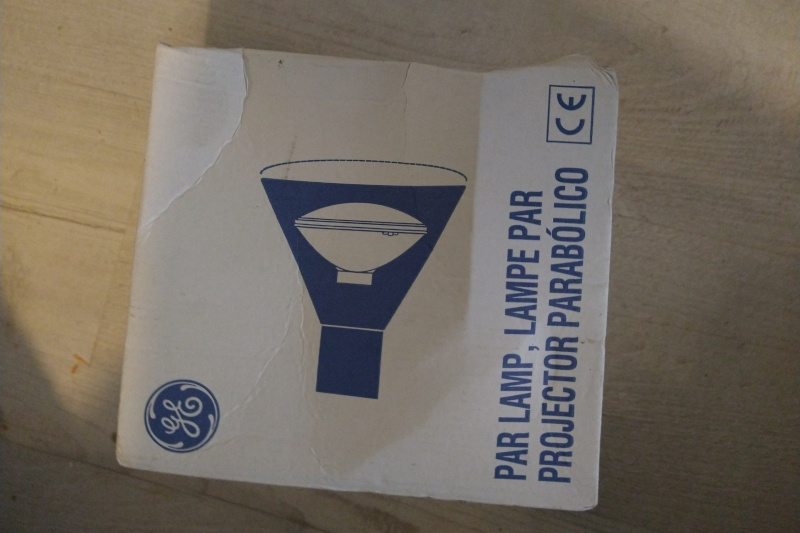 PAR LAMP, LAMPE PAR
PROJECTOR PARABÓLICO
CE
GE